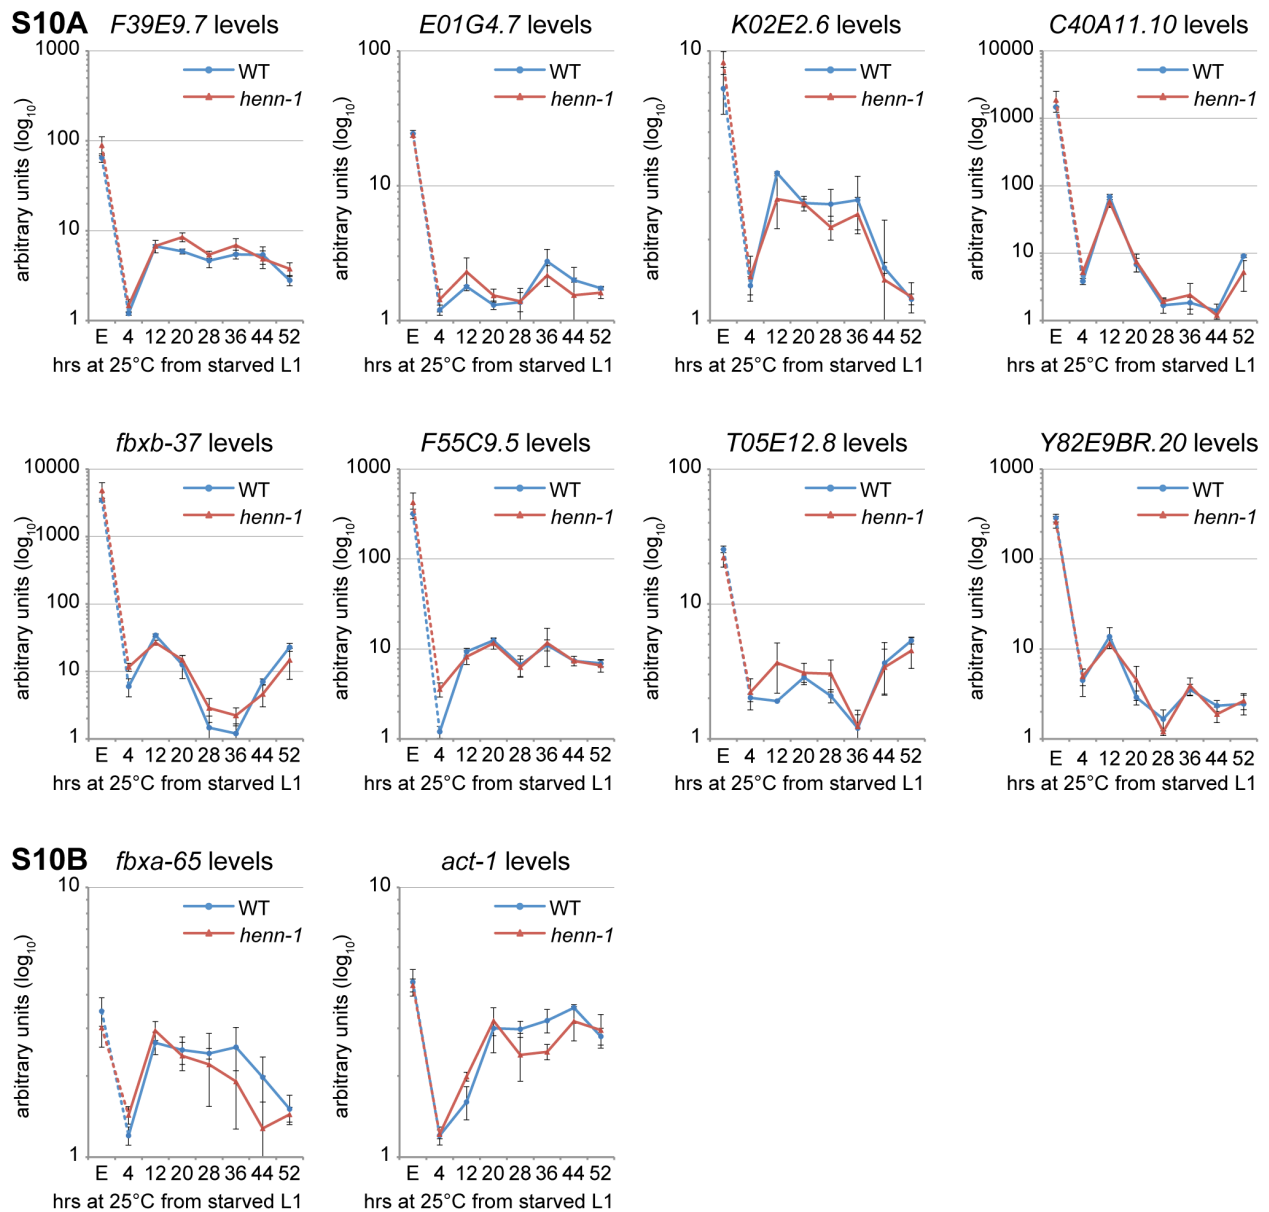 S10A
F39E9.7 levels
1000
100
10
1
arbitrary units (log10)
WT
henn-1
E 4 12 20 28 36 44 52
hrs at 25°C from starved L1
E01G4.7 levels
100
10
1
arbitrary units (log10)
WT
henn-1
E 4 12 20 28 36 44 52
hrs at 25°C from starved L1
K02E2.6 levels
10
1
arbitrary units (log10)
WT
henn-1
E 4 12 20 28 36 44 52
hrs at 25°C from starved L1
C40A11.10 levels
10000
1000
100
10
1
arbitrary units (log10)
WT
henn-1
E 4 12 20 28 36 44 52
hrs at 25°C from starved L1
fbxb-37 levels
10000
1000
100
10
1
arbitrary units (log10)
WT
henn-1
E 4 12 20 28 36 44 52
hrs at 25°C from starved L1
F55C9.5 levels
1000
100
10
1
arbitrary units (log10)
WT
henn-1
E 4 12 20 28 36 44 52
hrs at 25°C from starved L1
T05E12.8 levels
100
10
1
arbitrary units (log10)
WT
henn-1
E 4 12 20 28 36 44 52
hrs at 25°C from starved L1
Y82E9BR.20 levels
1000
100
10
1
arbitrary units (log10)
WT
henn-1
E 4 12 20 28 36 44 52
hrs at 25°C from starved L1
S10B
fbxa-65 levels
10
1
arbitrary units (log10)
WT
henn-1
E 4 12 20 28 36 44 52
hrs at 25°C from starved L1
act-1 levels
10
1
arbitrary units (log10)
WT
henn-1
E 4 12 20 28 36 44 52
hrs at 25°C from starved L1